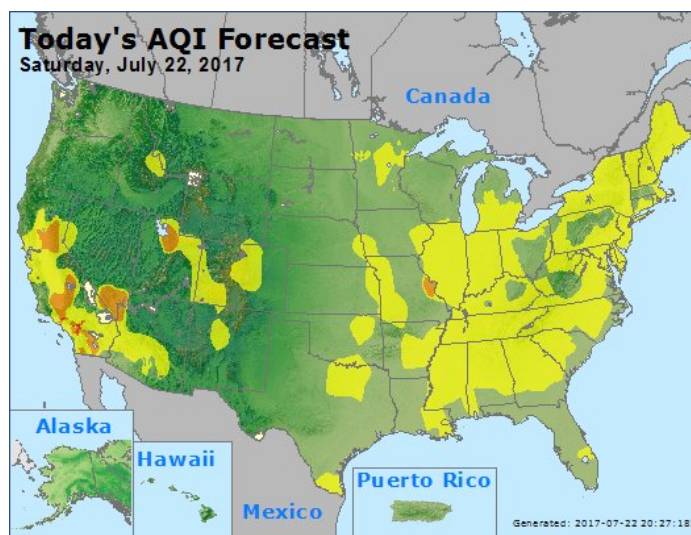 Today's AQI Forecast
Saturday, July 22, 2017
Canada
Alaska
Hawaii
Mexico
Puerto Rico
Generated: 2017-07-22 20:27:18